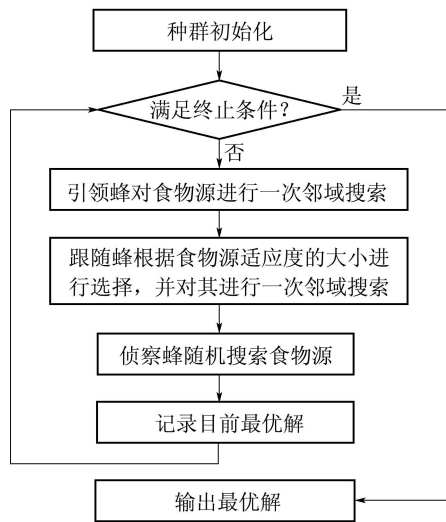 种群初始化
满足终止条件？
是
否
引领蜂对食物源进行一次邻域搜索
跟随蜂根据食物源适应度的大小进
行选择，并对其进行一次邻域搜索
侦察蜂随机搜索食物源
记录目前最优解
输出最优解